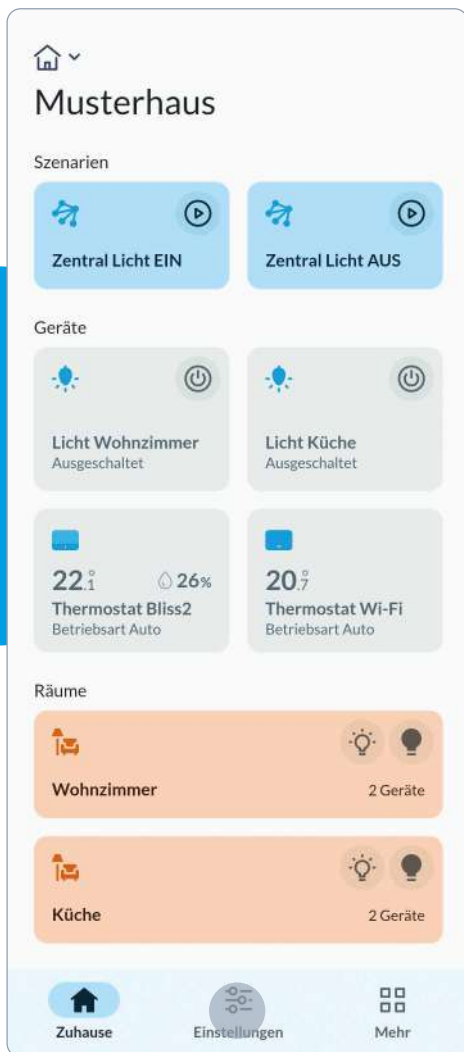 Musterhaus
Szenarien
Zentral Licht EIN
Zentral Licht AUS
Geräte
Licht Wohnzimmer
Ausgeschaltet
Licht Küche
Ausgeschaltet
22.1° 26%
Thermostat Bliss2
Betriebsart Auto
20.7°
Thermostat Wi-Fi
Betriebsart Auto
Räume
Wohnzimmer 2 Geräte
Küche 2 Geräte
Zuhause Einstellungen Mehr